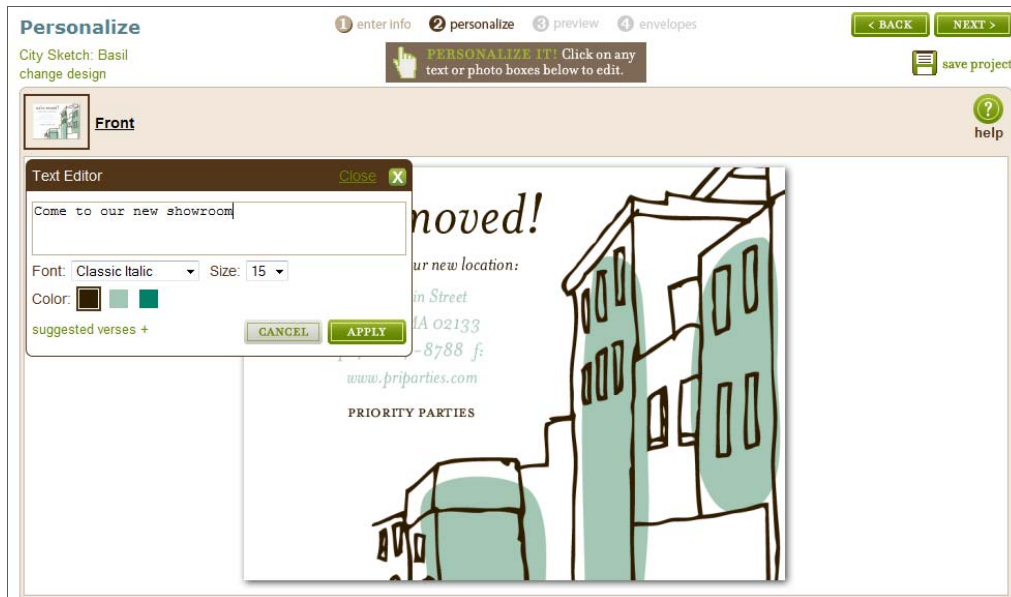 Personalize
1 enter info 2 personalize 3 preview 4 envelopes
< BACK NEXT >
City Sketch: Basil
change design
PERSONALIZE IT! Click on any
text or photo boxes below to edit.
save project
Front
?
help
Text Editor Close X
Come to our new showroom
Font: Classic Italic Size: 15
Color:
suggested verses +
CANCEL APPLY
moved!
new location:
Street
MA 02133
-8788 f:
www.priparties.com
PRIORITY PARTIES